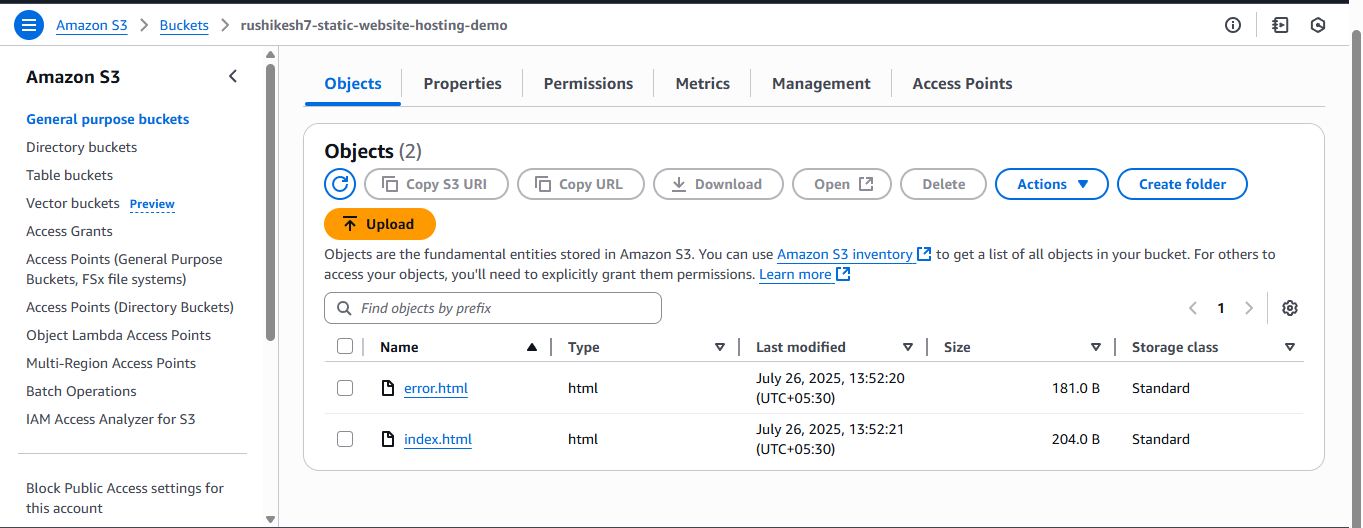 Amazon S3 > Buckets > rushikesh7-static-website-hosting-demo
Amazon S3
General purpose buckets
Directory buckets
Table buckets
Vector buckets Preview
Access Grants
Access Points (General Purpose
Buckets, FSx file systems)
Access Points (Directory Buckets)
Object Lambda Access Points
Multi-Region Access Points
Batch Operations
IAM Access Analyzer for S3
Block Public Access settings for
this account
Objects Properties Permissions Metrics Management Access Points
Objects (2)
Copy S3 URI Copy URL Download Open Delete Actions Create folder
Upload
Objects are the fundamental entities stored in Amazon S3. You can use Amazon S3 inventory to get a list of all objects in your bucket. For others to
access your objects, you'll need to explicitly grant them permissions. Learn more
Find objects by prefix 1
Name Type Last modified Size Storage class
error.html html July 26, 2025, 13:52:20 181.0 B Standard
(UTC+05:30)
index.html html July 26, 2025, 13:52:21 204.0 B Standard
(UTC+05:30)